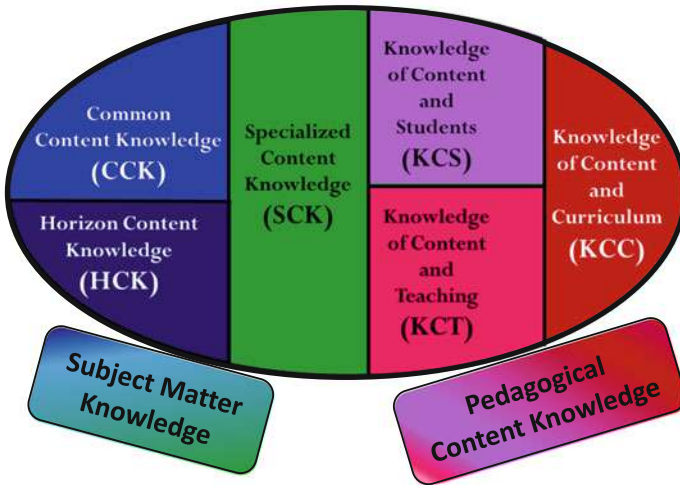 Common
Content Knowledge
(CCK)
Horizon Content
Knowledge
(HCK)
Specialized
Content
Knowledge
(SCK)
Knowledge
of Content
and
Students
(KCS)
Knowledge
of Content
and
Teaching
(KCT)
Knowledge
of Content
and
Curriculum
(KCC)
Subject Matter
Knowledge
Pedagogical
Content Knowledge